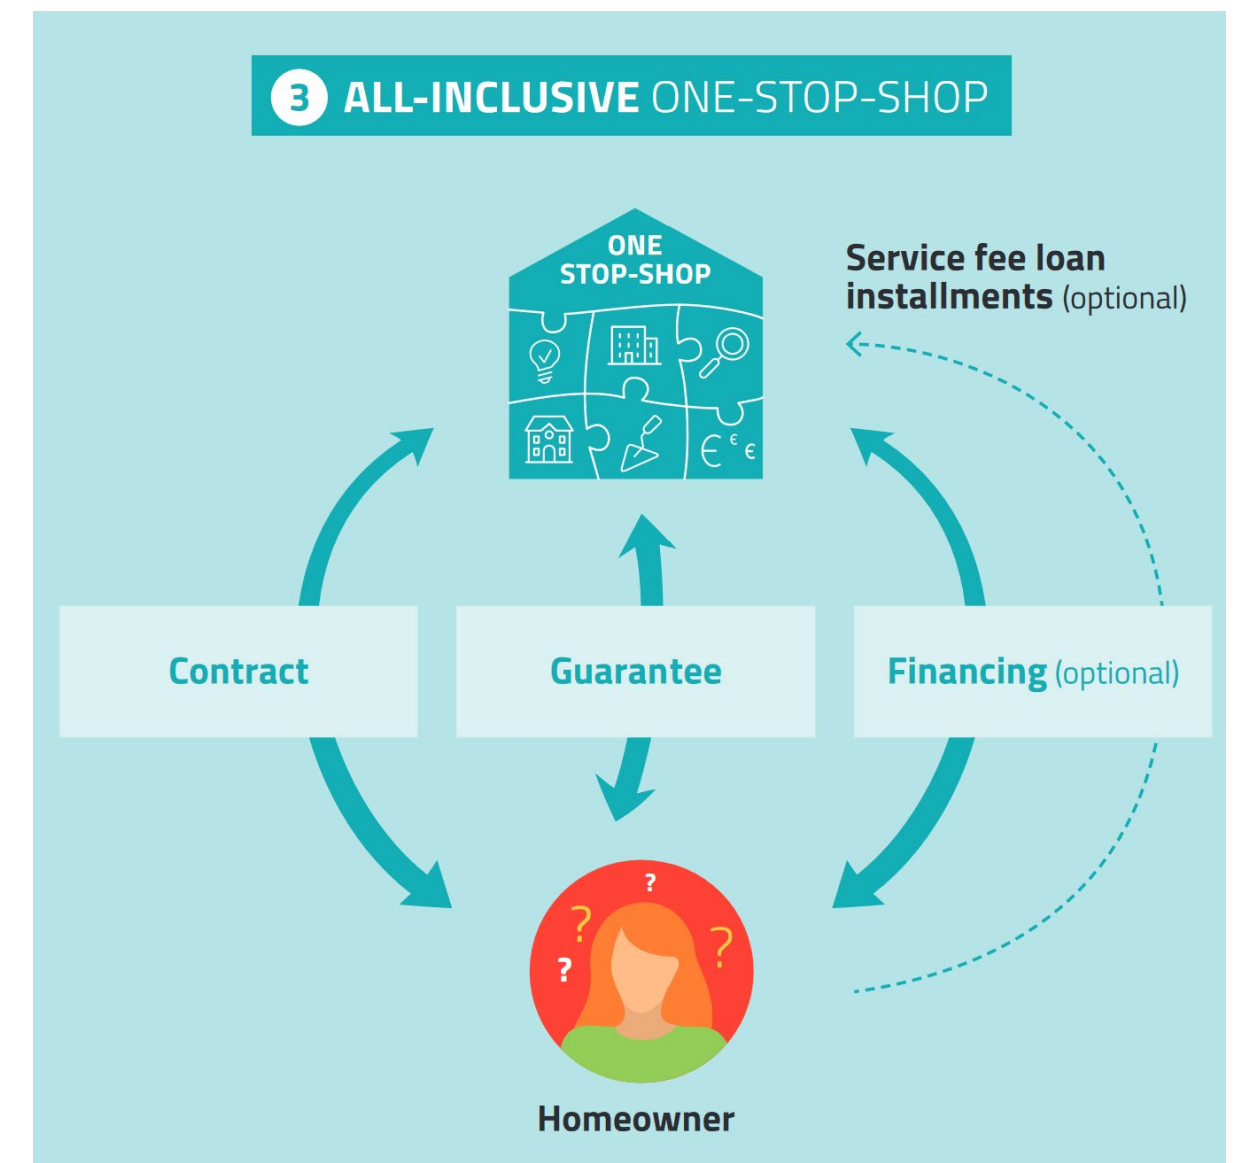 3 ALL-INCLUSIVE ONE-STOP-SHOP
ONE
STOP-SHOP
€ € €
Service fee loan
installments (optional)
Contract
Guarantee
Financing (optional)
?
? ?
?
Homeowner